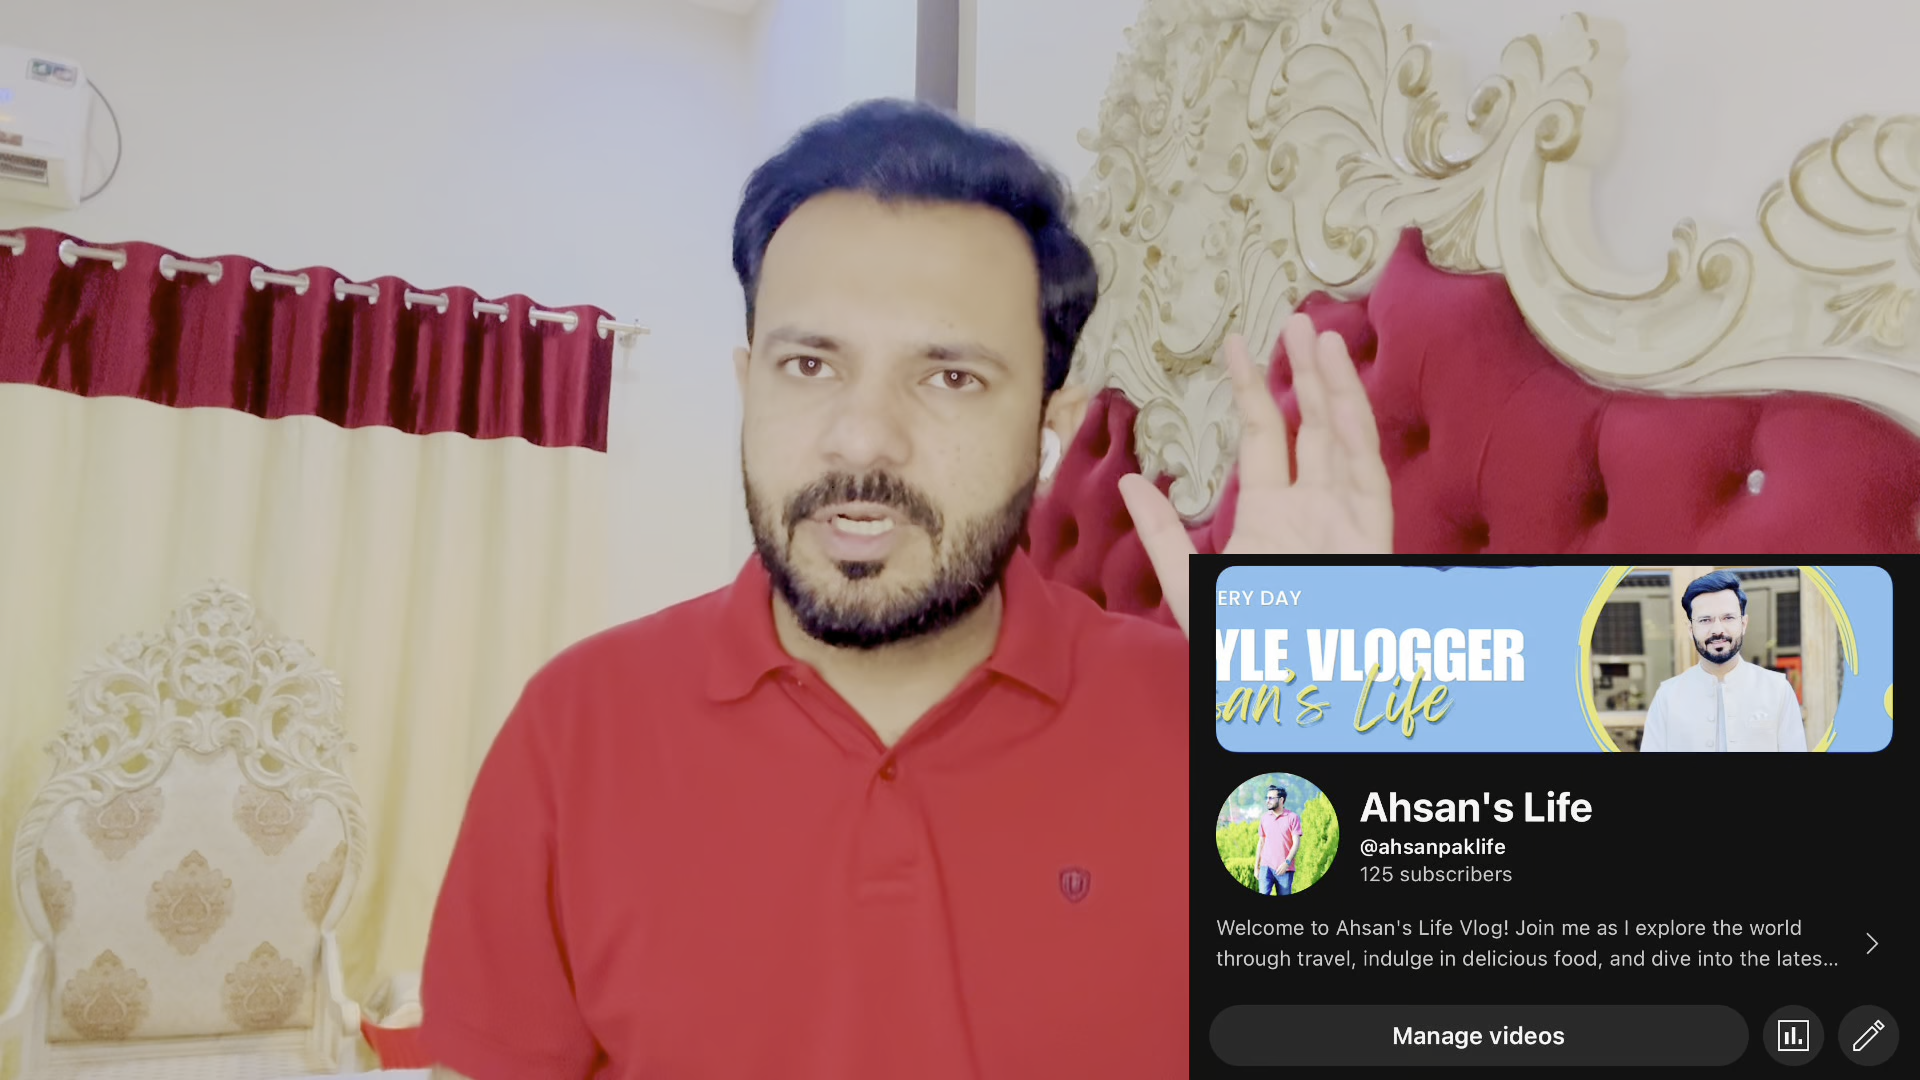 ERY DAY
YLE VLOGGER
san's Life
Ahsan's Life
@ahsanpaklife
125 subscribers
Welcome to Ahsan's Life Vlog! Join me as I explore the world
through travel, indulge in delicious food, and dive into the lates...
Manage videos